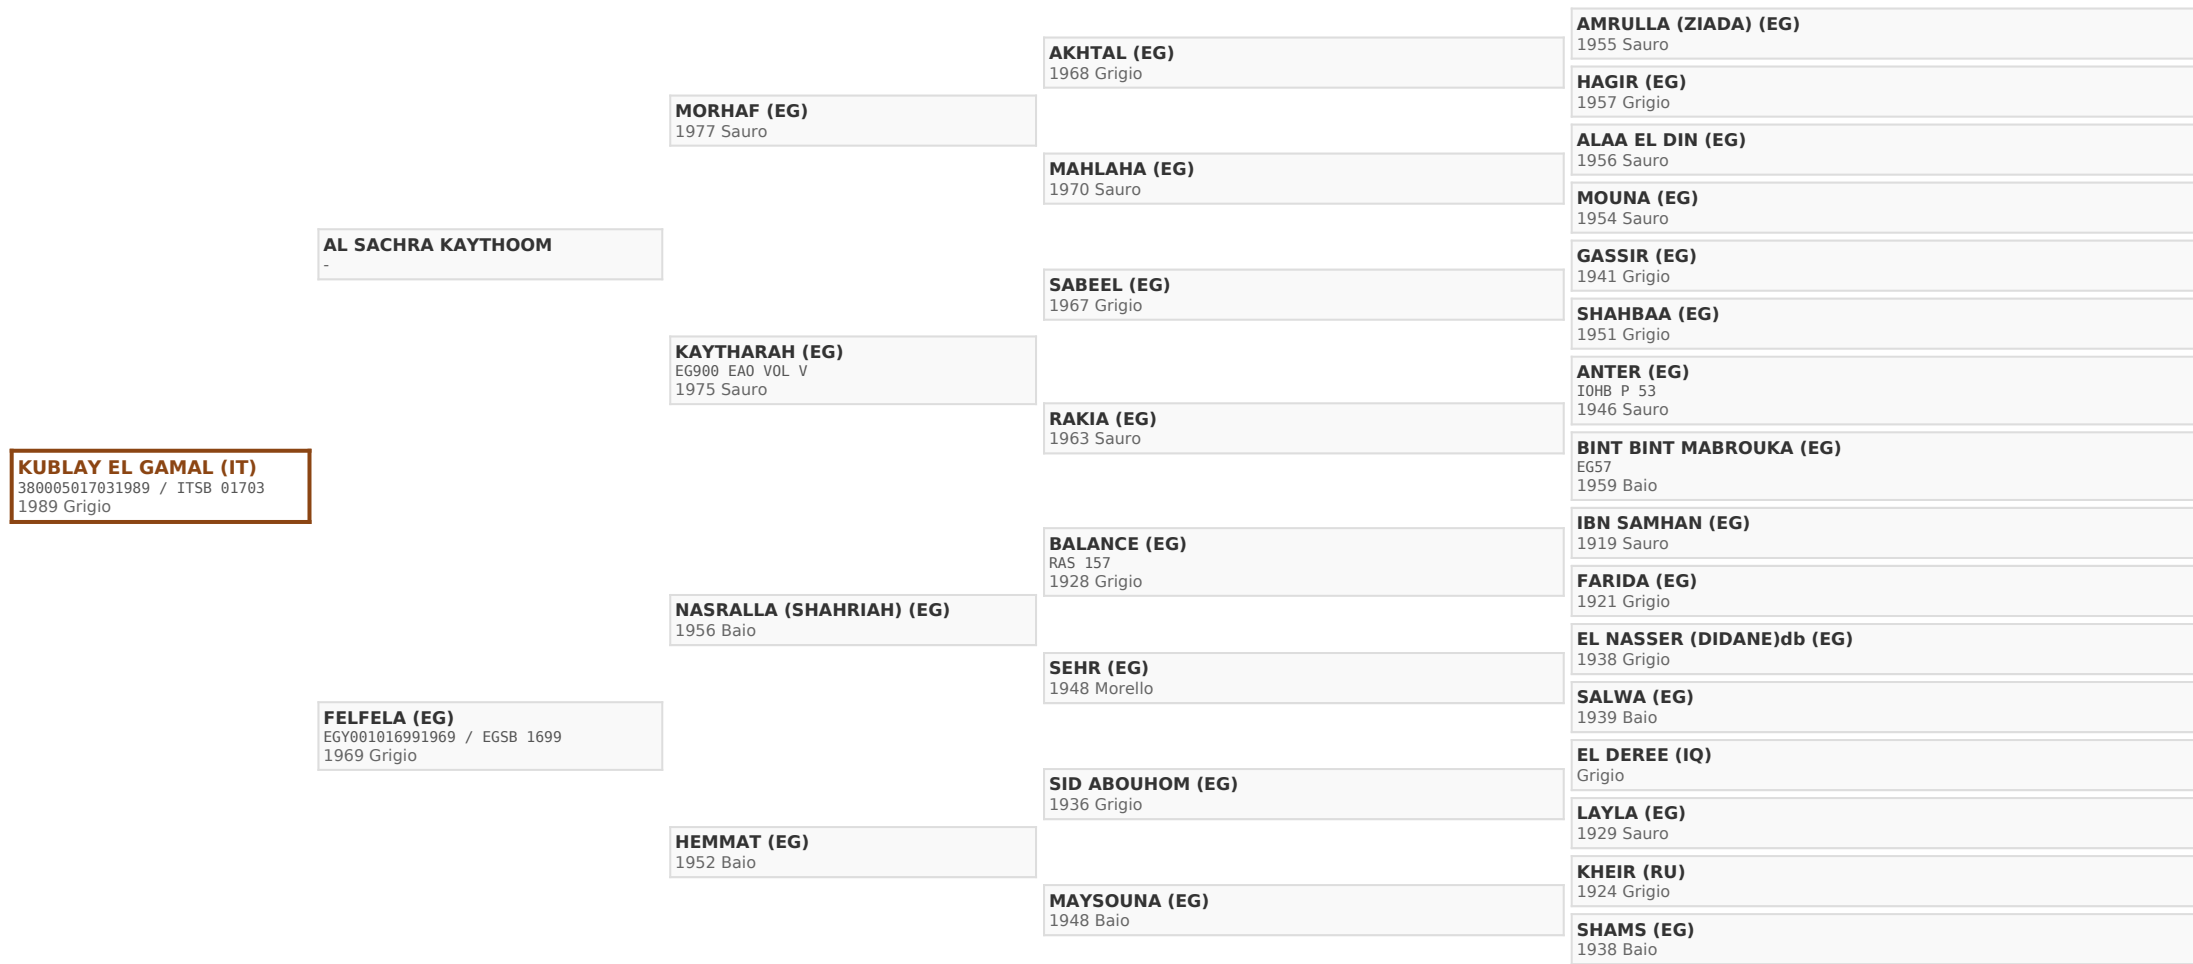 KUBLAY EL GAMAL (IT)
380005017031989 / ITSB 01703
1989 Grigio
AL SACHRA KAYTHOOM
-
FELFELA (EG)
EGY001016991969 / EGSB 1699
1969 Grigio
MORHAF (EG)
1977 Sauro
KAYTHARAH (EG)
EG900 EAO VOL V
1975 Sauro
NASRALLA (SHAHRIAH) (EG)
1956 Baio
HEMMAT (EG)
1952 Baio
AKHTAL (EG)
1968 Grigio
MAHLAHA (EG)
1970 Sauro
SABEEL (EG)
1967 Grigio
RAKIA (EG)
1963 Sauro
BALANCE (EG)
RAS 157
1928 Grigio
SEHR (EG)
1948 Morello
SID ABOUHOM (EG)
1936 Grigio
MAYSOUNA (EG)
1948 Baio
AMRULLA (ZIADA) (EG)
1955 Sauro
HAGIR (EG)
1957 Grigio
ALAA EL DIN (EG)
1956 Sauro
MOUNA (EG)
1954 Sauro
GASSIR (EG)
1941 Grigio
SHAHBAA (EG)
1951 Grigio
ANTER (EG)
IOHB P 53
1946 Sauro
BINT BINT MABROUKA (EG)
EG57
1959 Baio
IBN SAMHAN (EG)
1919 Sauro
FARIDA (EG)
1921 Grigio
EL NASSER (DIDANE)db (EG)
1938 Grigio
SALWA (EG)
1939 Baio
EL DEREE (IQ)
Grigio
LAYLA (EG)
1929 Sauro
KHEIR (RU)
1924 Grigio
SHAMS (EG)
1938 Baio